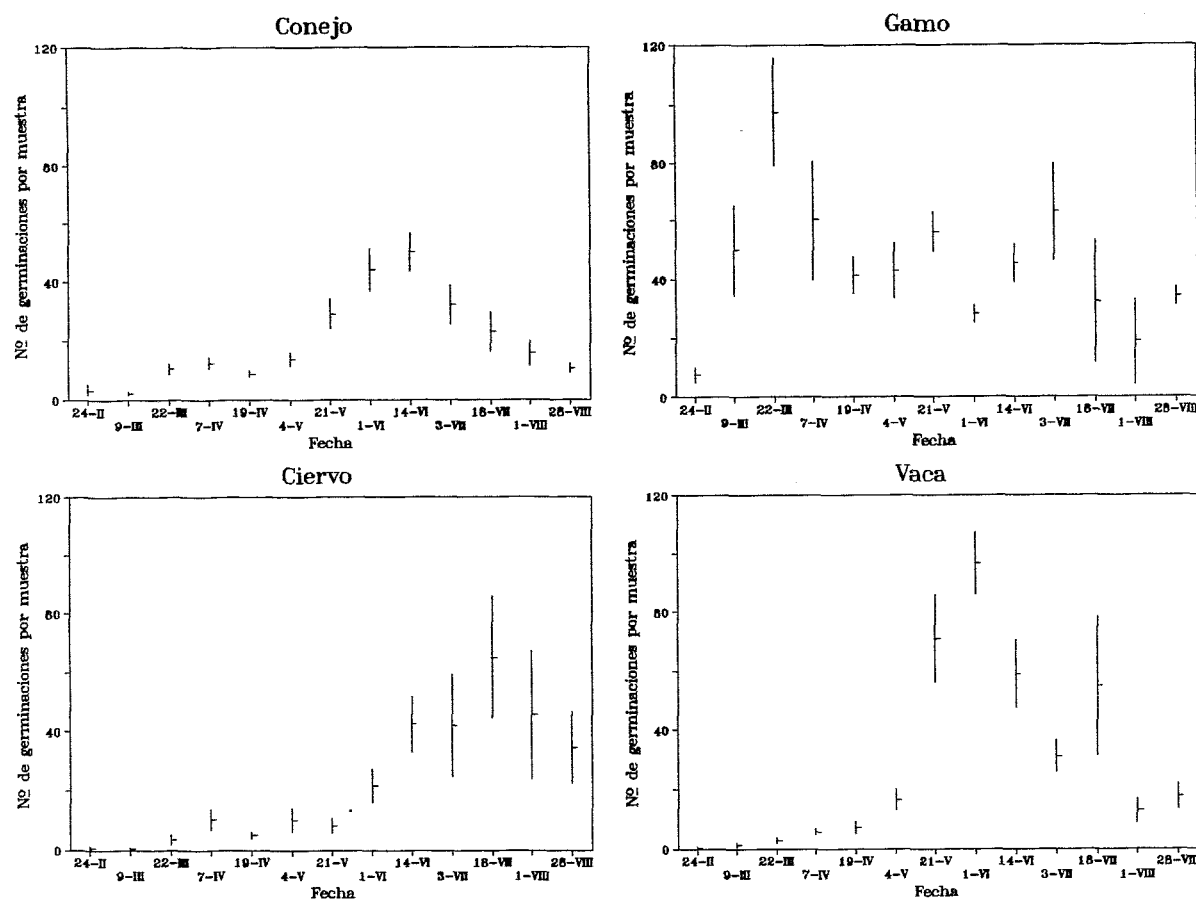 Conejo
Nº de germinaciones por muestra
120
80
40
0
24-II
9-III
22-III
7-IV
19-IV
4-V
21-V
1-VI
14-VI
3-VII
18-VII
1-VIII
28-VIII
Fecha
Gamo
Nº de germinaciones por muestra
120
80
40
0
24-II
9-III
22-III
7-IV
19-IV
4-V
21-V
1-VI
14-VI
3-VII
18-VII
1-VIII
28-VIII
Fecha
Ciervo
Nº de germinaciones por muestra
120
80
40
0
24-II
9-III
22-III
7-IV
19-IV
4-V
21-V
1-VI
14-VI
3-VII
18-VII
1-VIII
28-VIII
Fecha
Vaca
Nº de germinaciones por muestra
120
80
40
0
24-II
9-III
22-III
7-IV
19-IV
4-V
21-V
1-VI
14-VI
3-VII
18-VII
1-VIII
28-VIII
Fecha